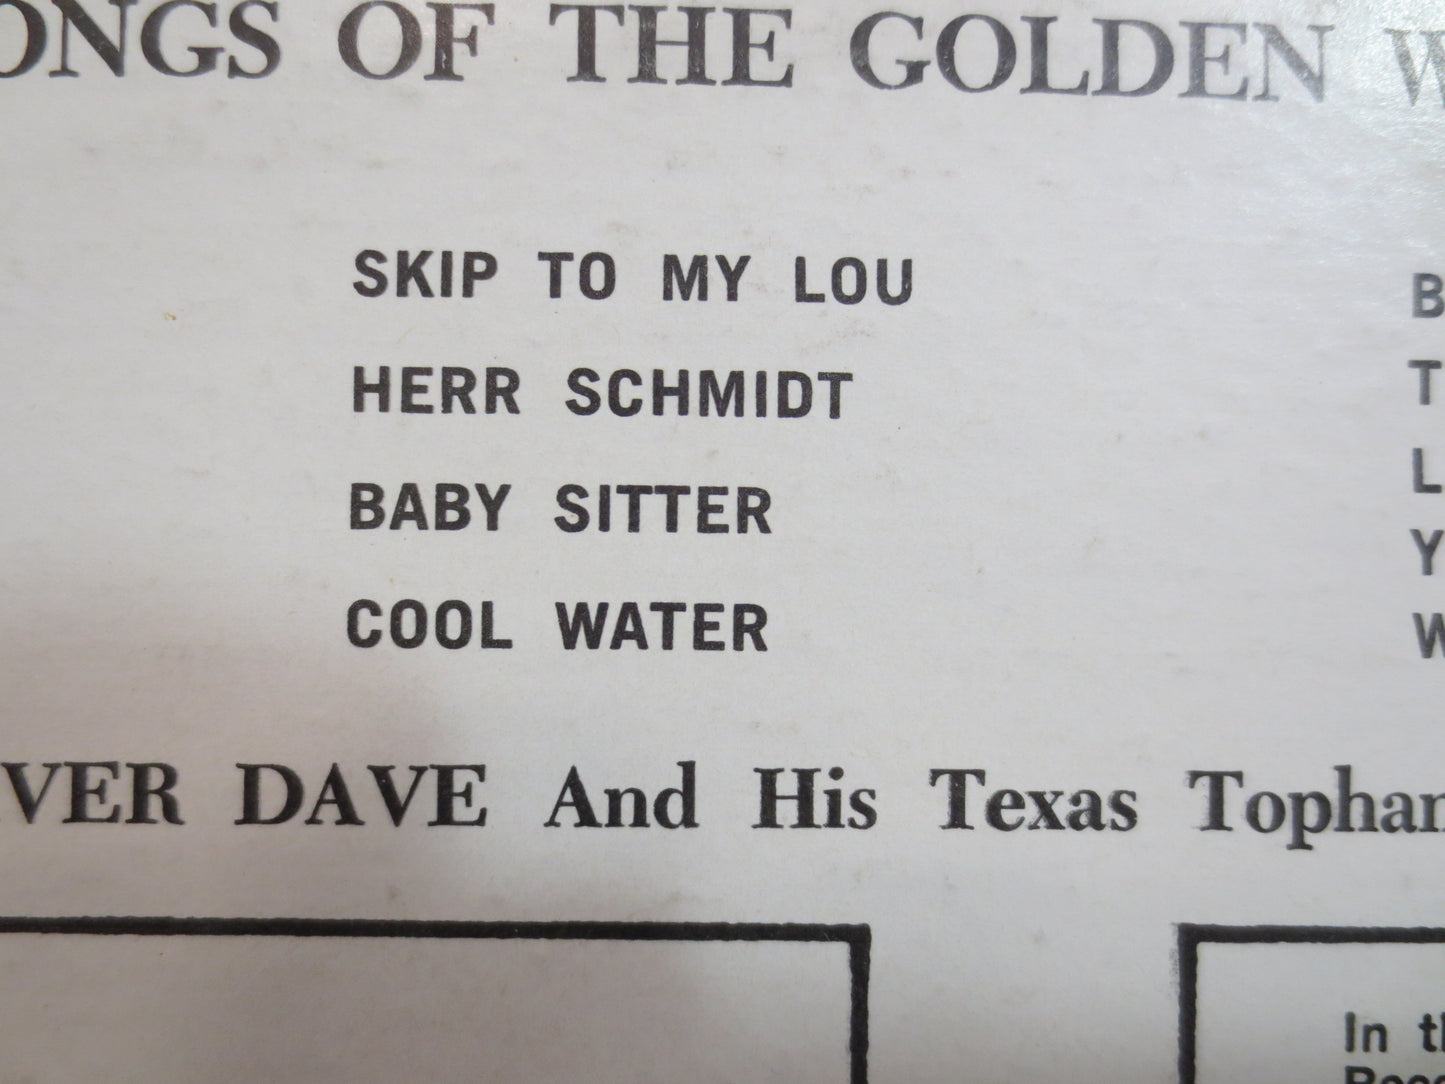 ONGS OF THE GOLDEN W
SKIP TO MY LOU
HERR SCHMIDT
BABY SITTER
COOL WATER
B
T
L
Y
W
VER DAVE And His Texas Tophan
In th